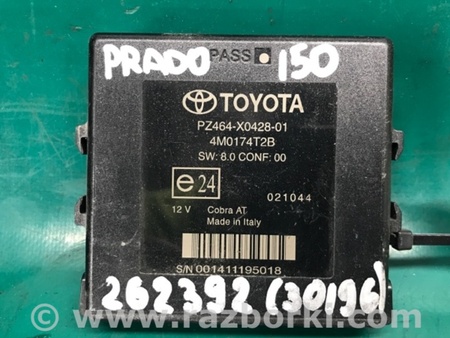 PASS
PRADO 150
TOYOTA
PZ464-X0428-01
4M0174T2B
SW: 8.0 CONF: 00
e24
021044
12 V Cobra AT
Made in Italy
S/N 001411195018
262392 (30196)
www.razborki.com